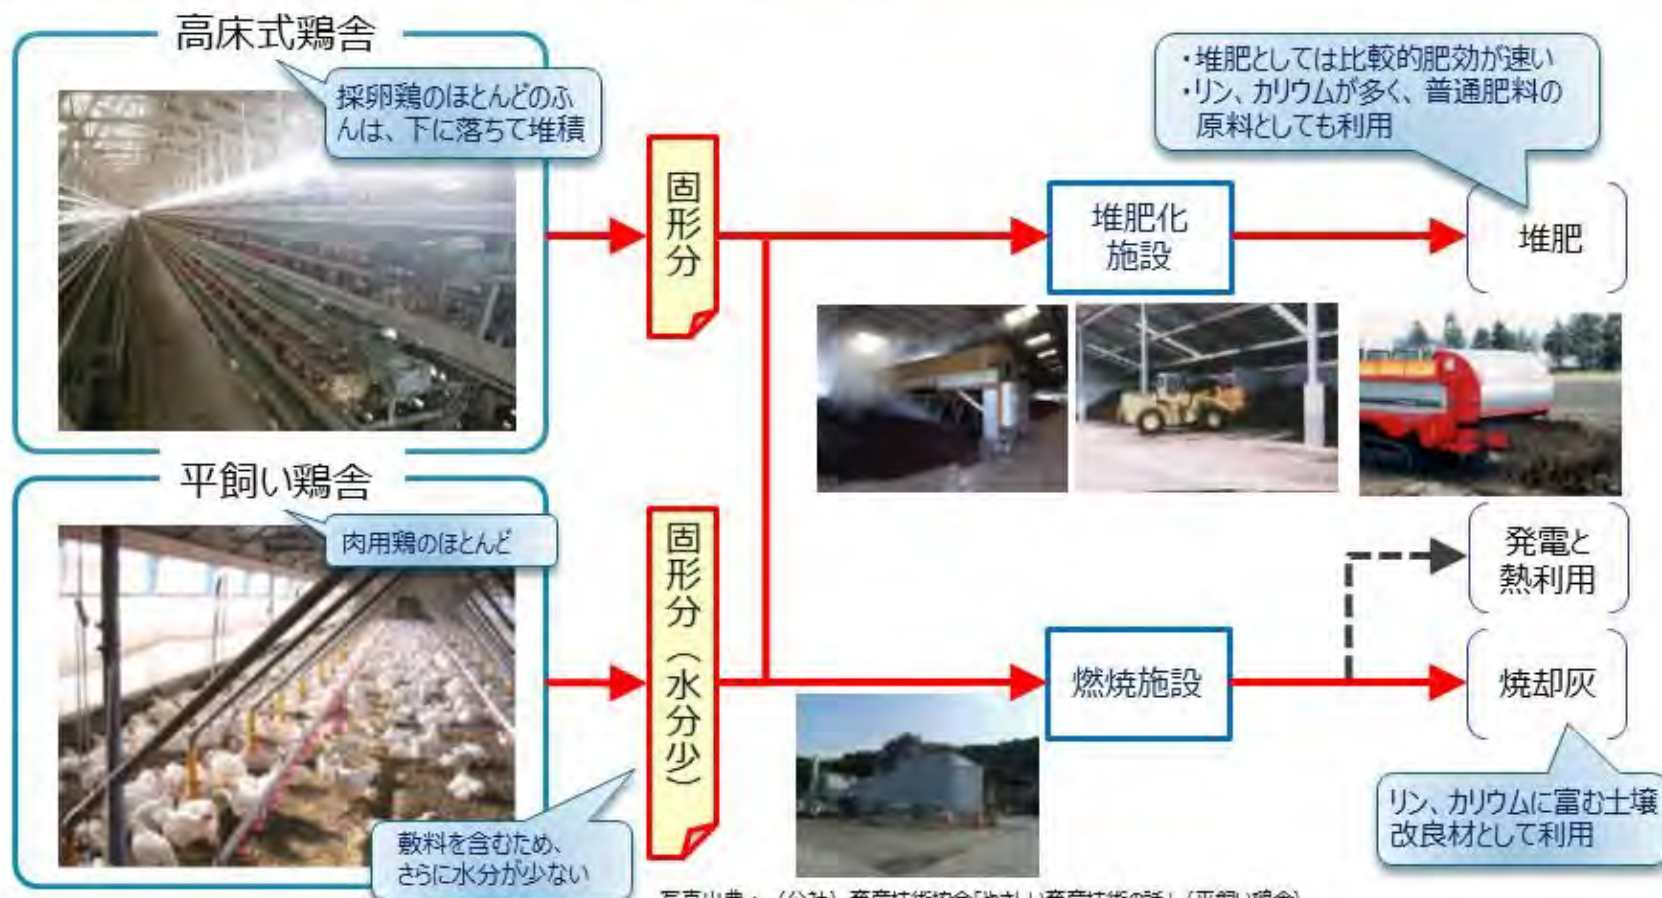 高床式鶏舎
採卵鶏のほとんどのふ
んは、下に落ちて堆積
固形分
堆肥化
施設
・堆肥としては比較的肥効が速い
・リン、カリウムが多く、普通肥料の
原料としても利用
堆肥
平飼い鶏舎
肉用鶏のほとんど
固形分（水分少）
敷料を含むため、
さらに水分が少ない
燃焼施設
発電と
熱利用
焼却灰
リン、カリウムに富む土壌
改良材として利用